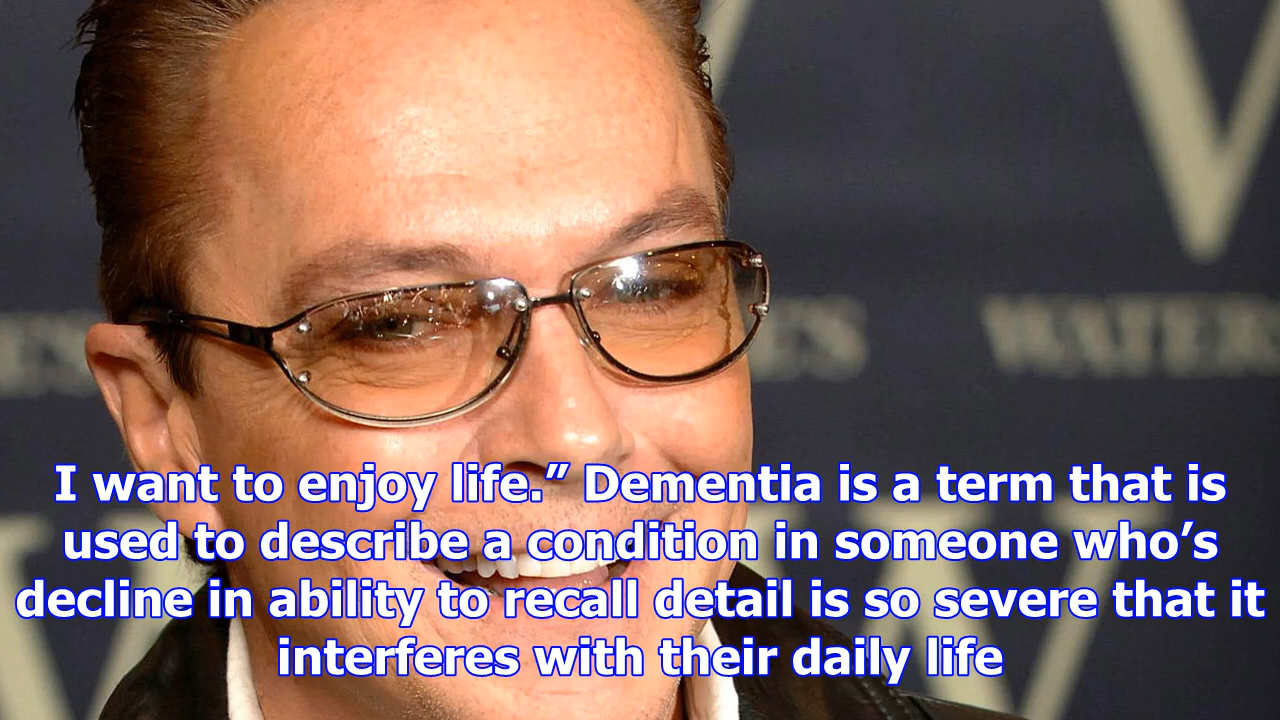 I want to enjoy life.” Dementia is a term that is
used to describe a condition in someone who’s
decline in ability to recall detail is so severe that it
interferes with their daily life
WATERS